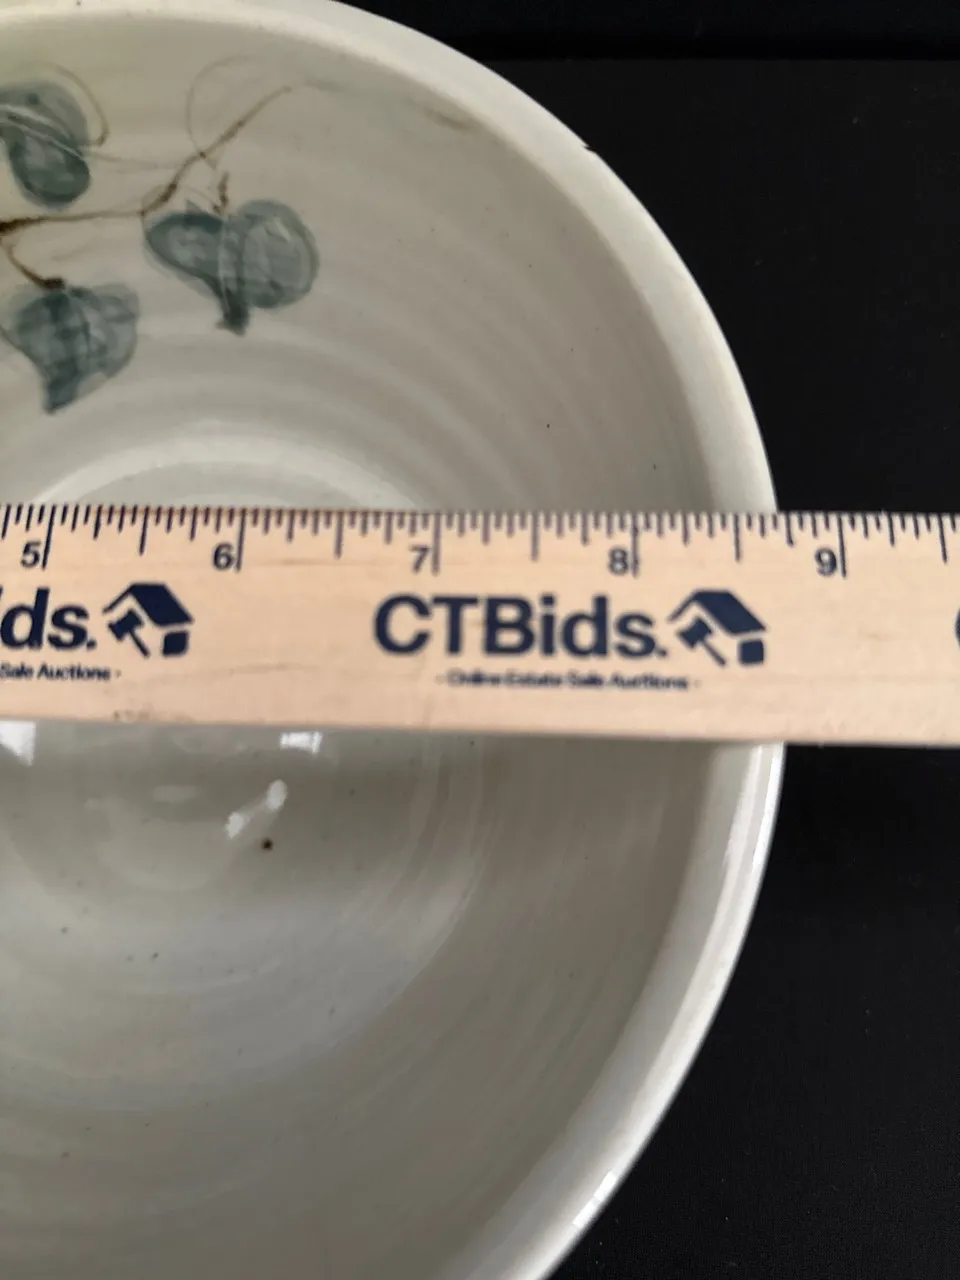 5 6 7 8 9
ds. CTBids.
Sale Auctions - - Online Estate Sale Auctions -